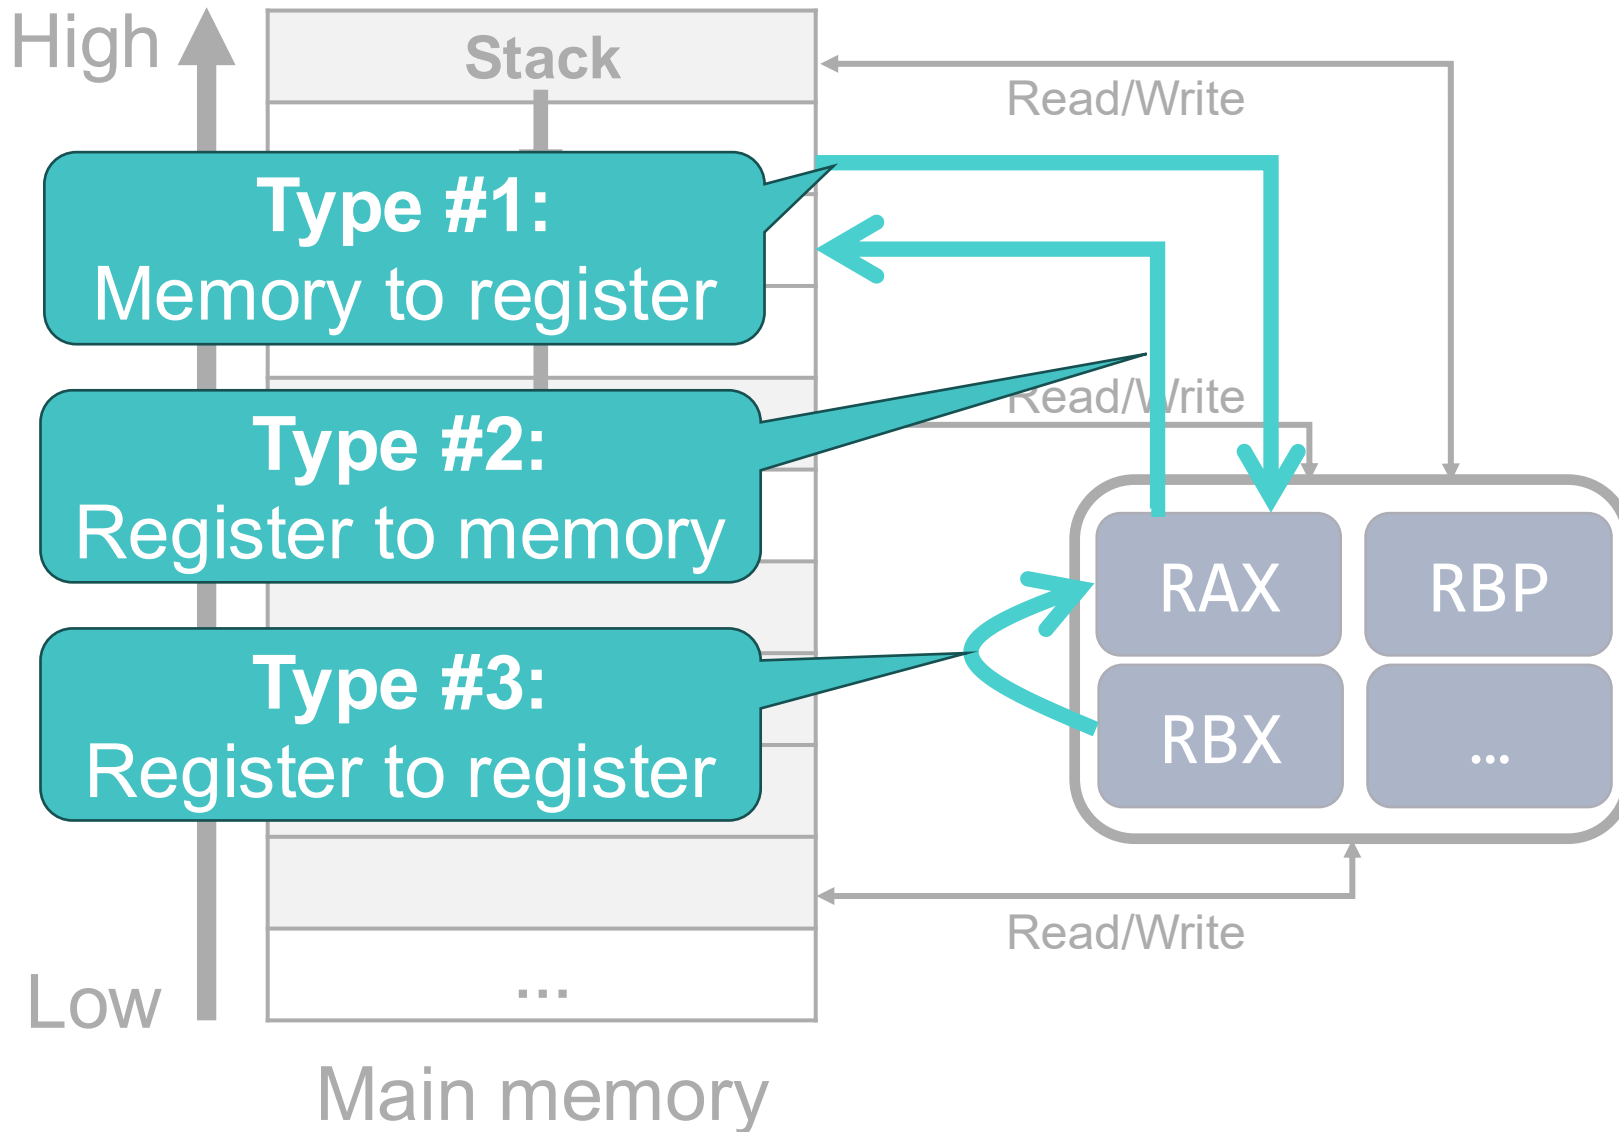 High
Stack
Read/Write
Type #1:
Memory to register
Read/Write
Type #2:
Register to memory
RAX
RBP
Type #3:
Register to register
RBX
...
Read/Write
Low
...
Main memory